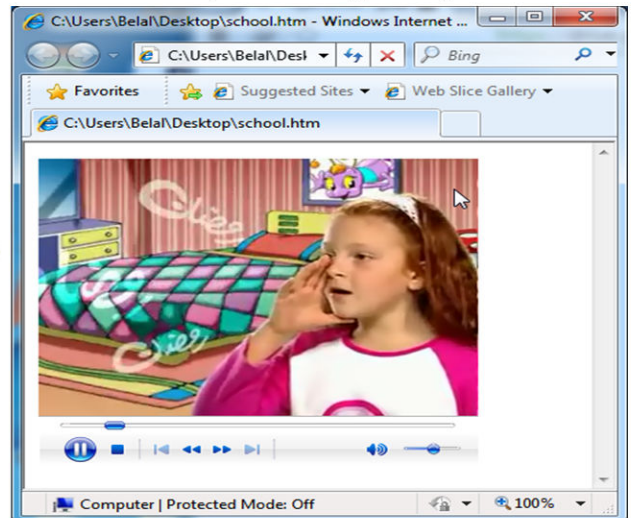 C:\Users\Belal\Desktop\school.htm - Windows Internet ...
C:\Users\Belal\Desk
Bing
Favorites
Suggested Sites
Web Slice Gallery
C:\Users\Belal\Desktop\school.htm
Computer | Protected Mode: Off
100%